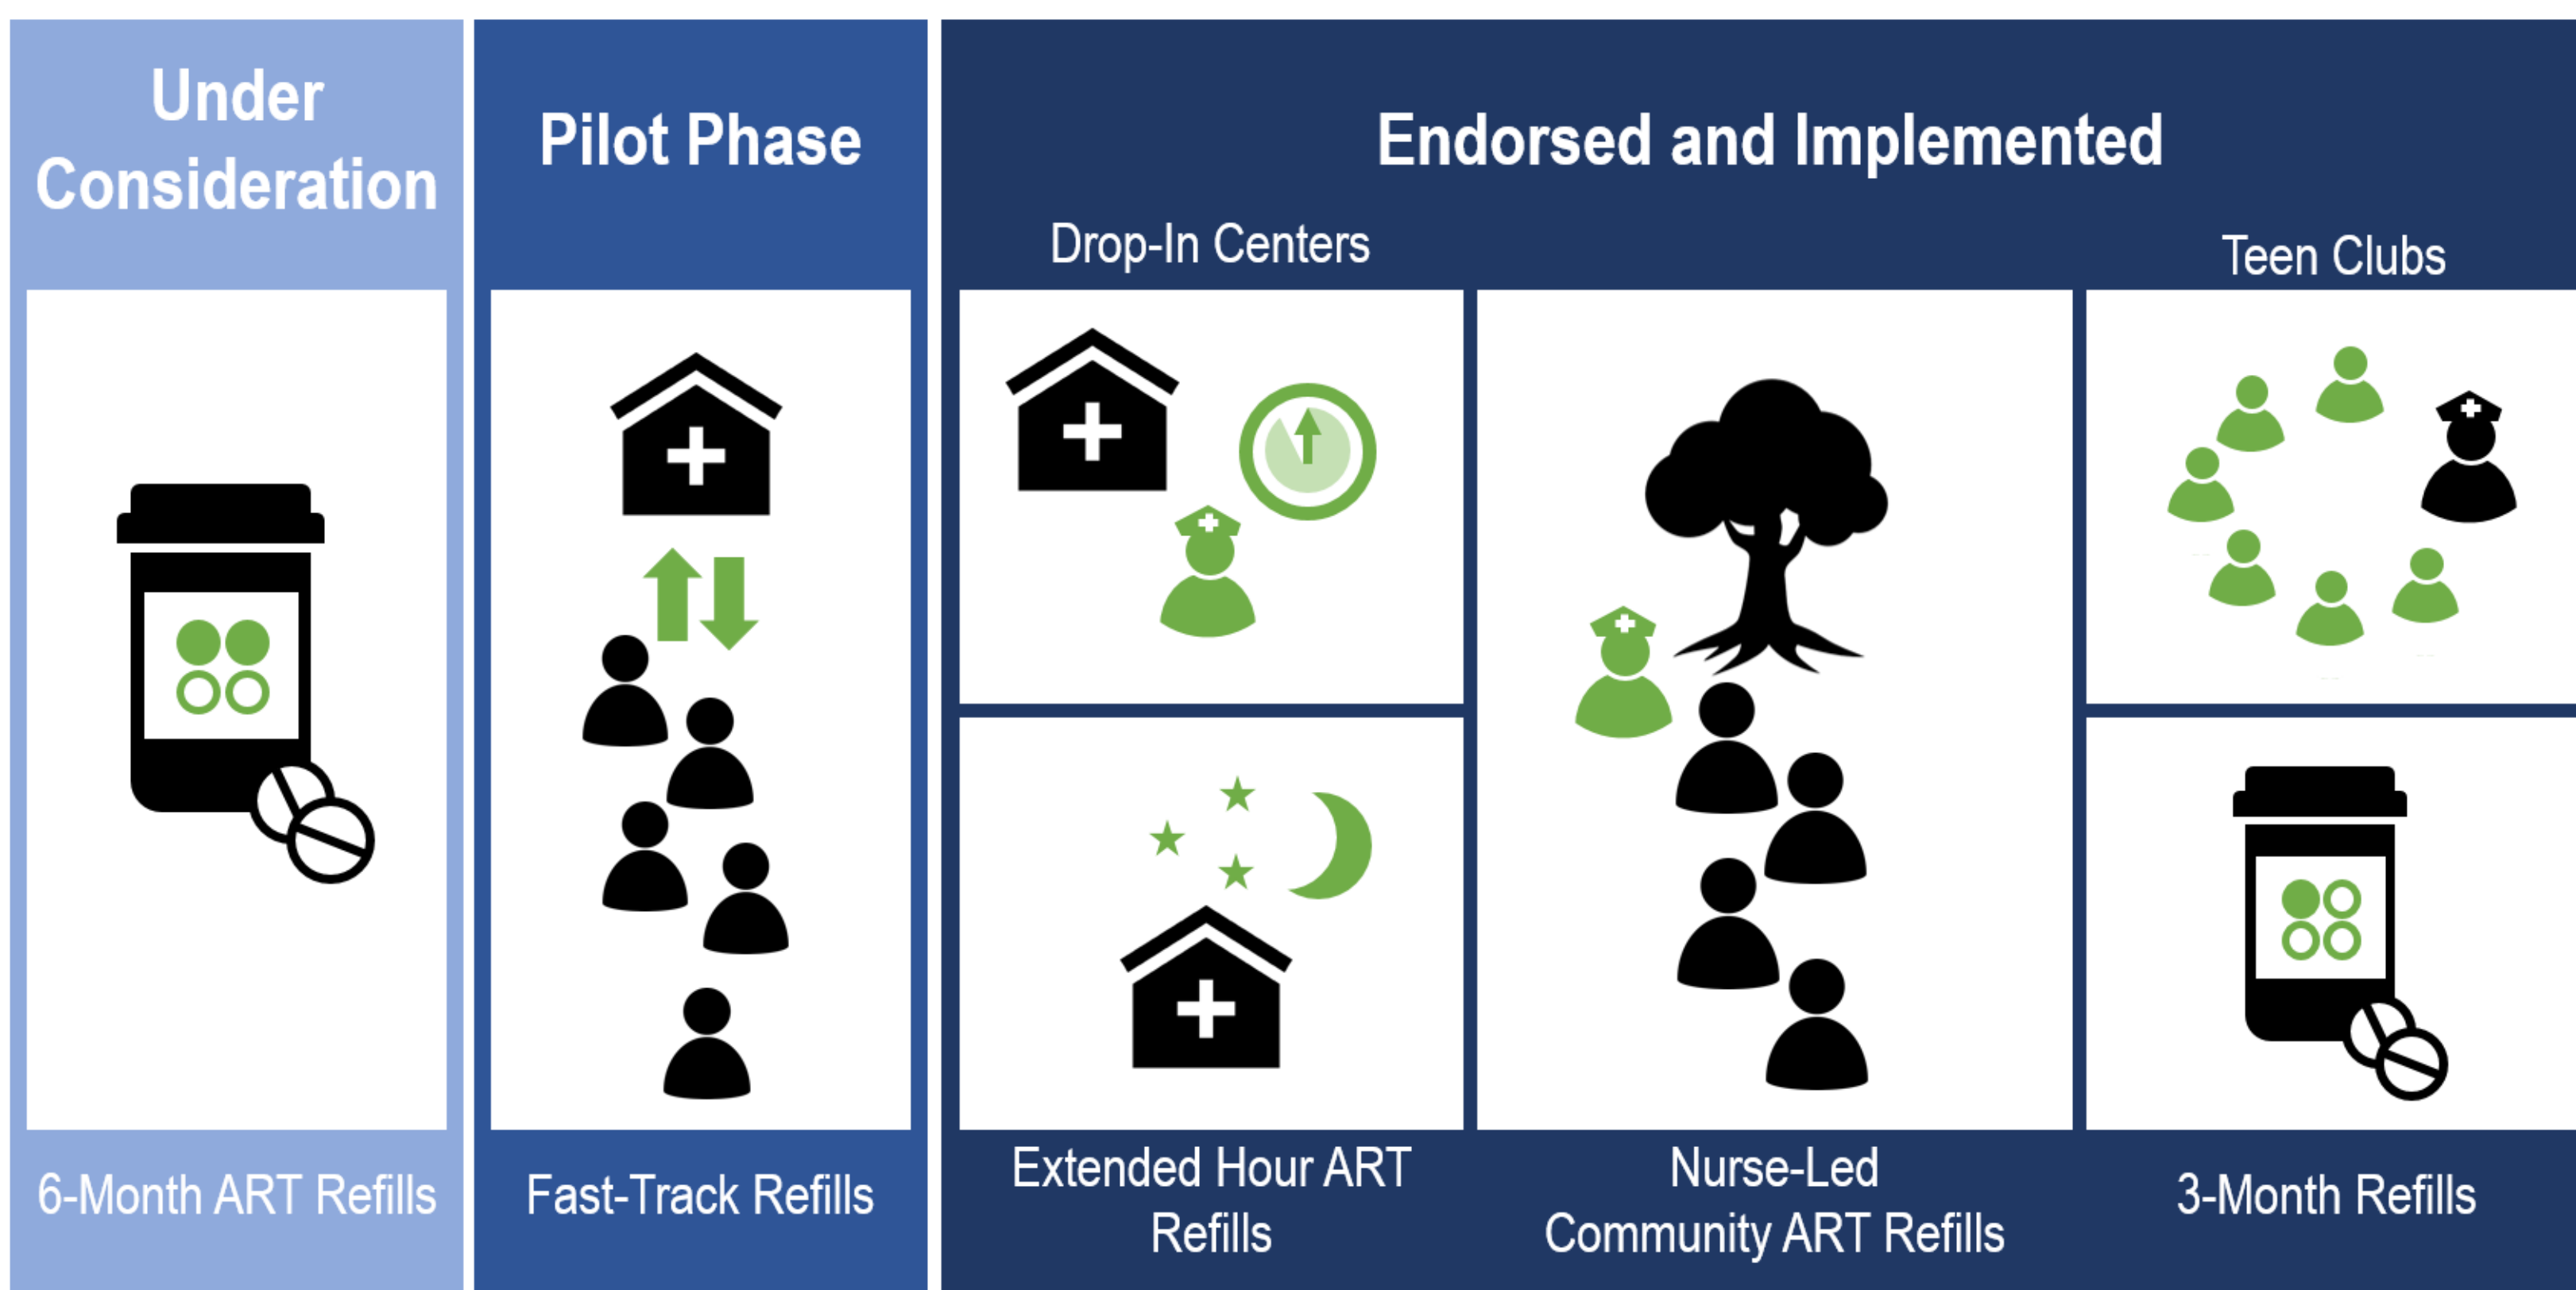 Under
Consideration
6-Month ART Refills
Pilot Phase
Fast-Track Refills
Endorsed and Implemented
Drop-In Centers
Teen Clubs
Extended Hour ART
Refills
Nurse-Led
Community ART Refills
3-Month Refills